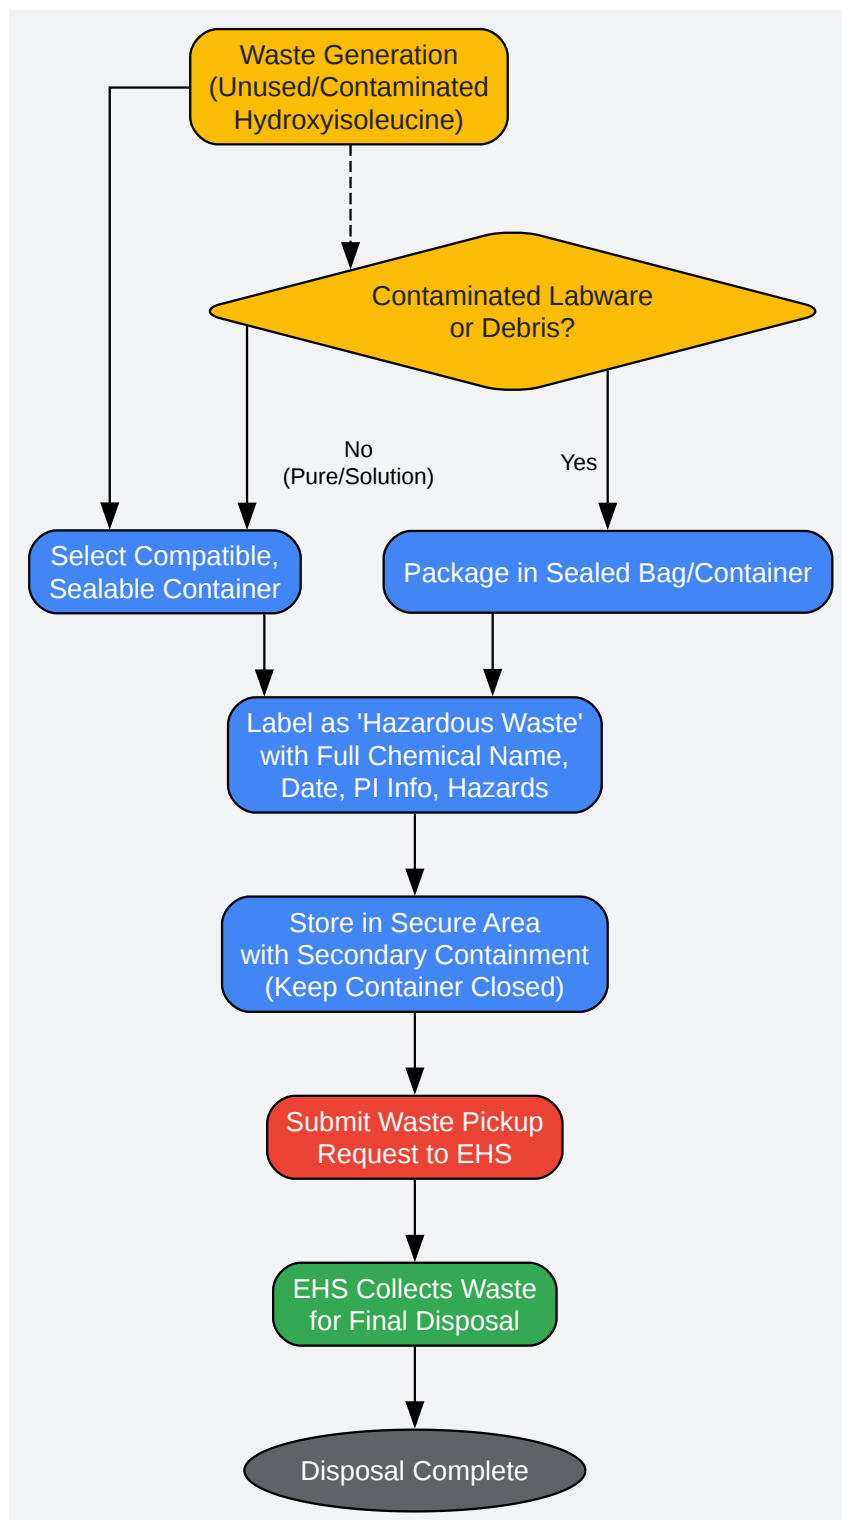 Waste Generation
(Unused/Contaminated
Hydroxyisoleucine)
Contaminated Labware
or Debris?
No
(Pure/Solution)
Yes
Select Compatible,
Sealable Container
Package in Sealed Bag/Container
Label as 'Hazardous Waste'
with Full Chemical Name,
Date, PI Info, Hazards
Store in Secure Area
with Secondary Containment
(Keep Container Closed)
Submit Waste Pickup
Request to EHS
EHS Collects Waste
for Final Disposal
Disposal Complete